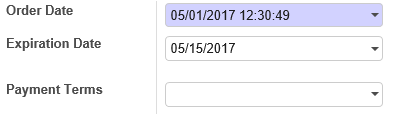 Order Date 05/01/2017 12:30:49
Expiration Date 05/15/2017
Payment Terms